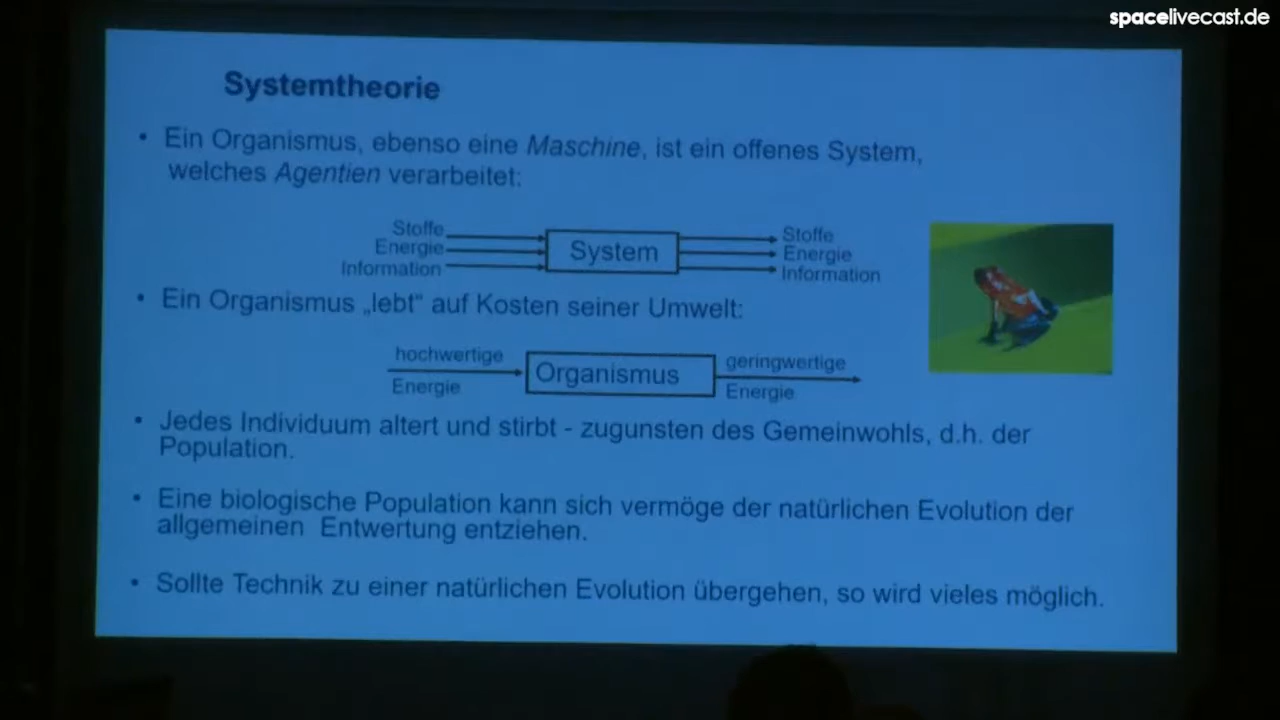 spacelivecast.de
Systemtheorie
• Ein Organismus, ebenso eine Maschine, ist ein offenes System,
welches Agentien verarbeitet:
Stoffe
Energie
Information
System
Stoffe
Energie
Information
• Ein Organismus „lebt“ auf Kosten seiner Umwelt:
hochwertige
Energie
Organismus
geringwertige
Energie
• Jedes Individuum altert und stirbt - zugunsten des Gemeinwohls, d.h. der
Population.
• Eine biologische Population kann sich vermöge der natürlichen Evolution der
allgemeinen Entwertung entziehen.
• Sollte Technik zu einer natürlichen Evolution übergehen, so wird vieles möglich.